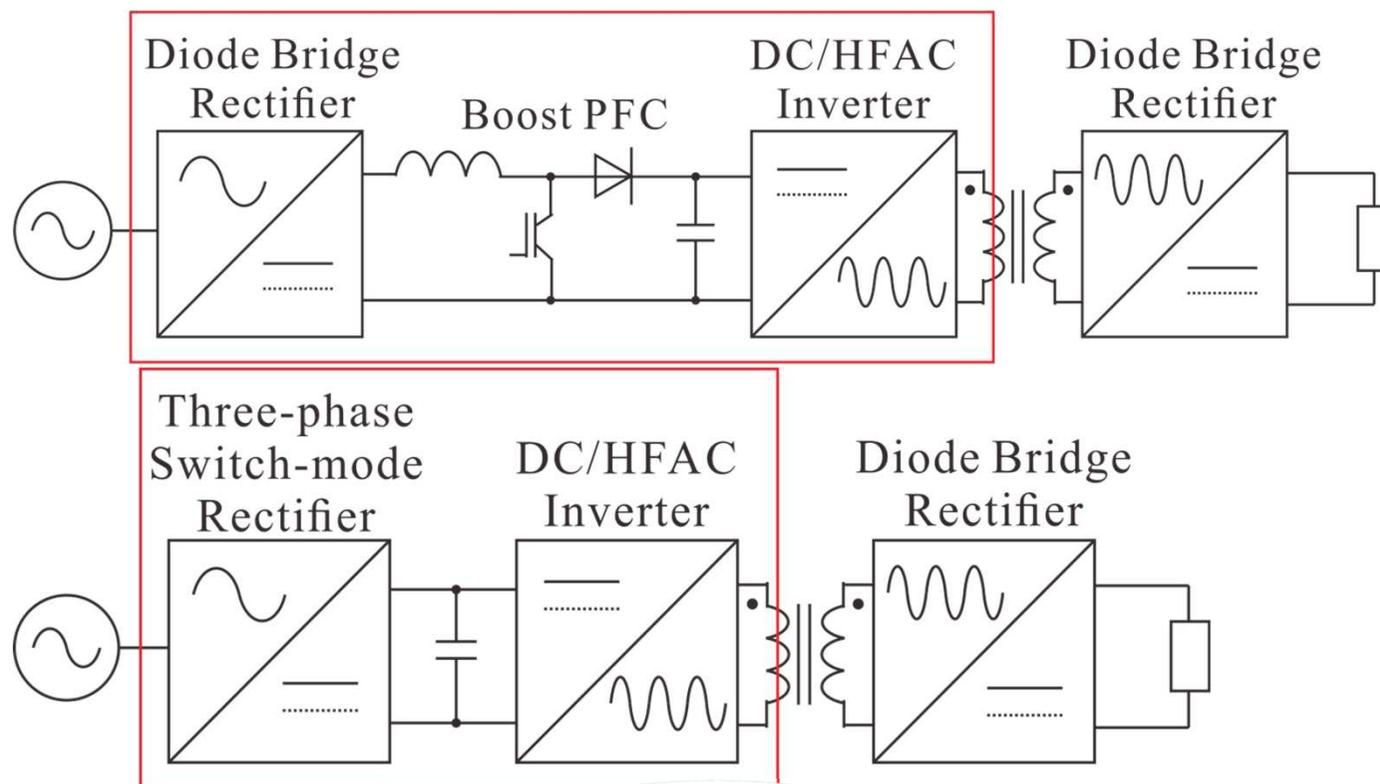 Diode Bridge
Rectifier
Boost PFC
DC/HFAC
Inverter
Diode Bridge
Rectifier
Three-phase
Switch-mode
Rectifier
DC/HFAC
Inverter
Diode Bridge
Rectifier